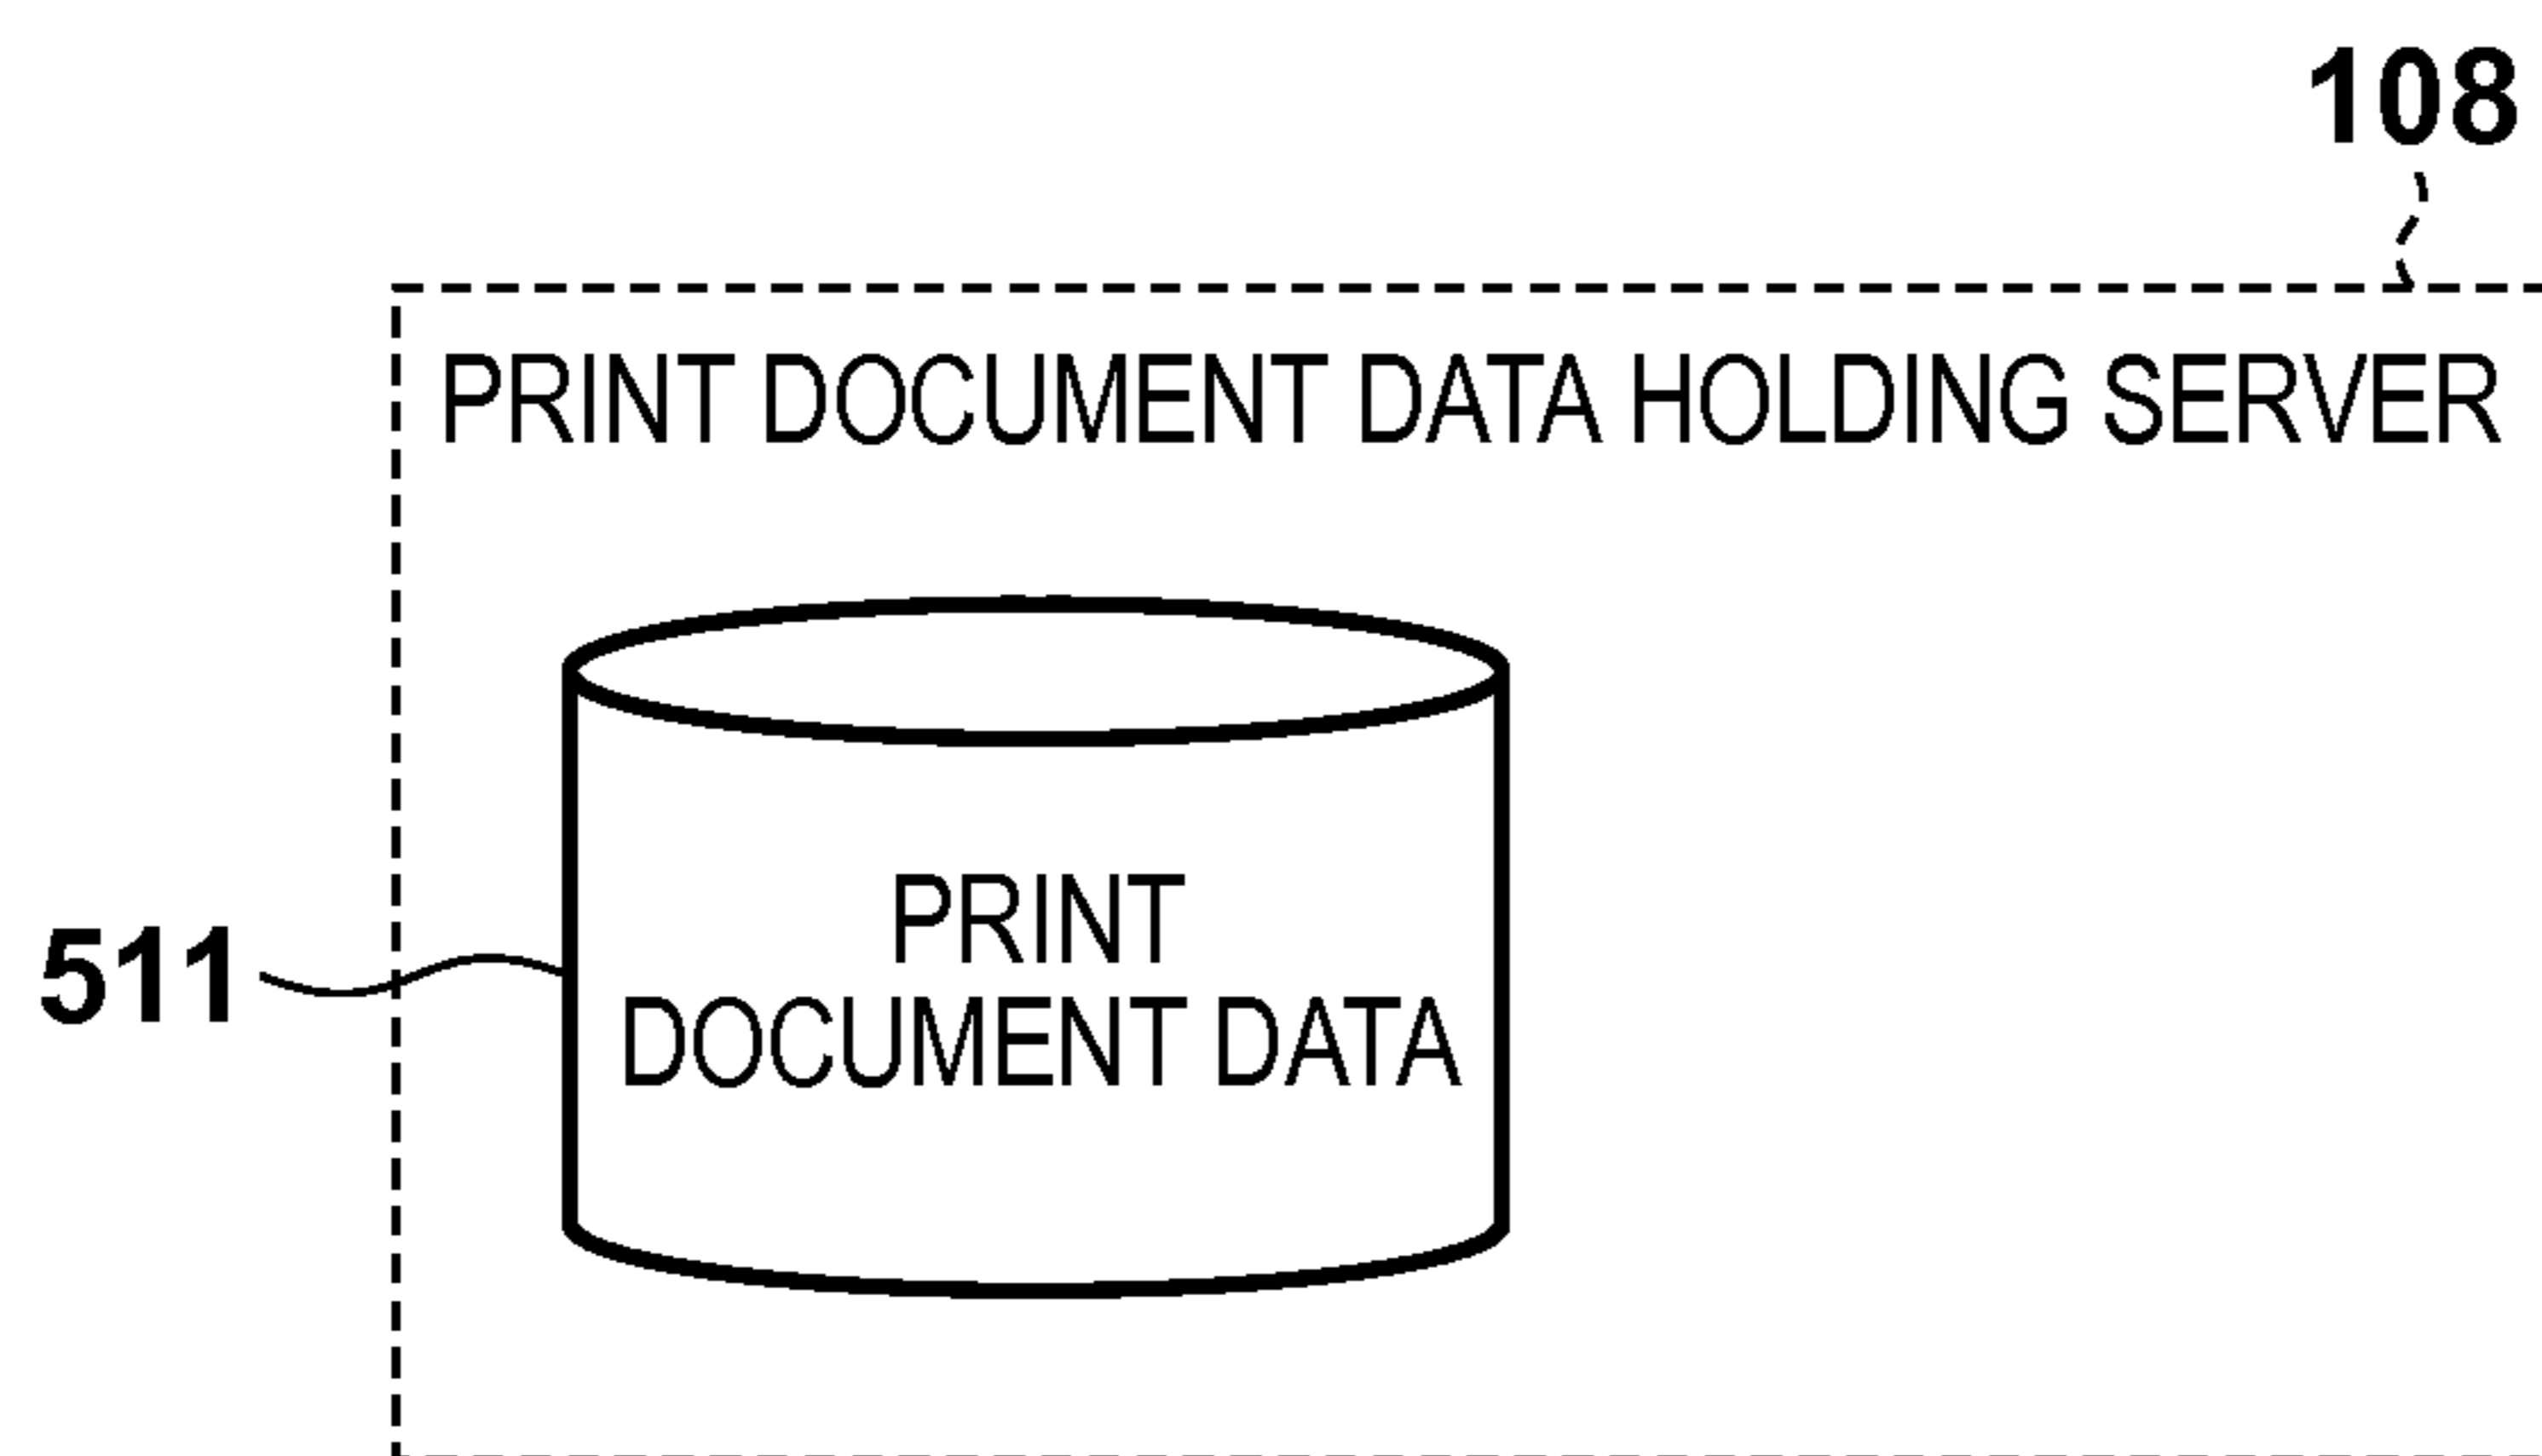 108
PRINT DOCUMENT DATA HOLDING SERVER
PRINT
DOCUMENT DATA
511